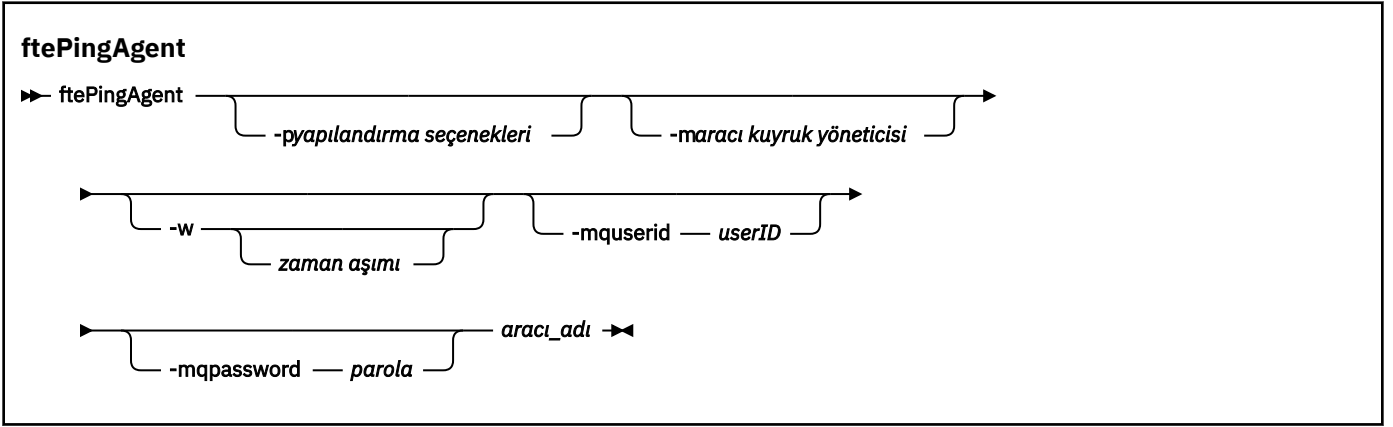 ftePingAgent
ftePingAgent
-pyapılandırma seçenekleri -maracı kuyruk yöneticisi
-w -mquserid userID
zaman aşımı
aracı_adı
-mqpassword parola